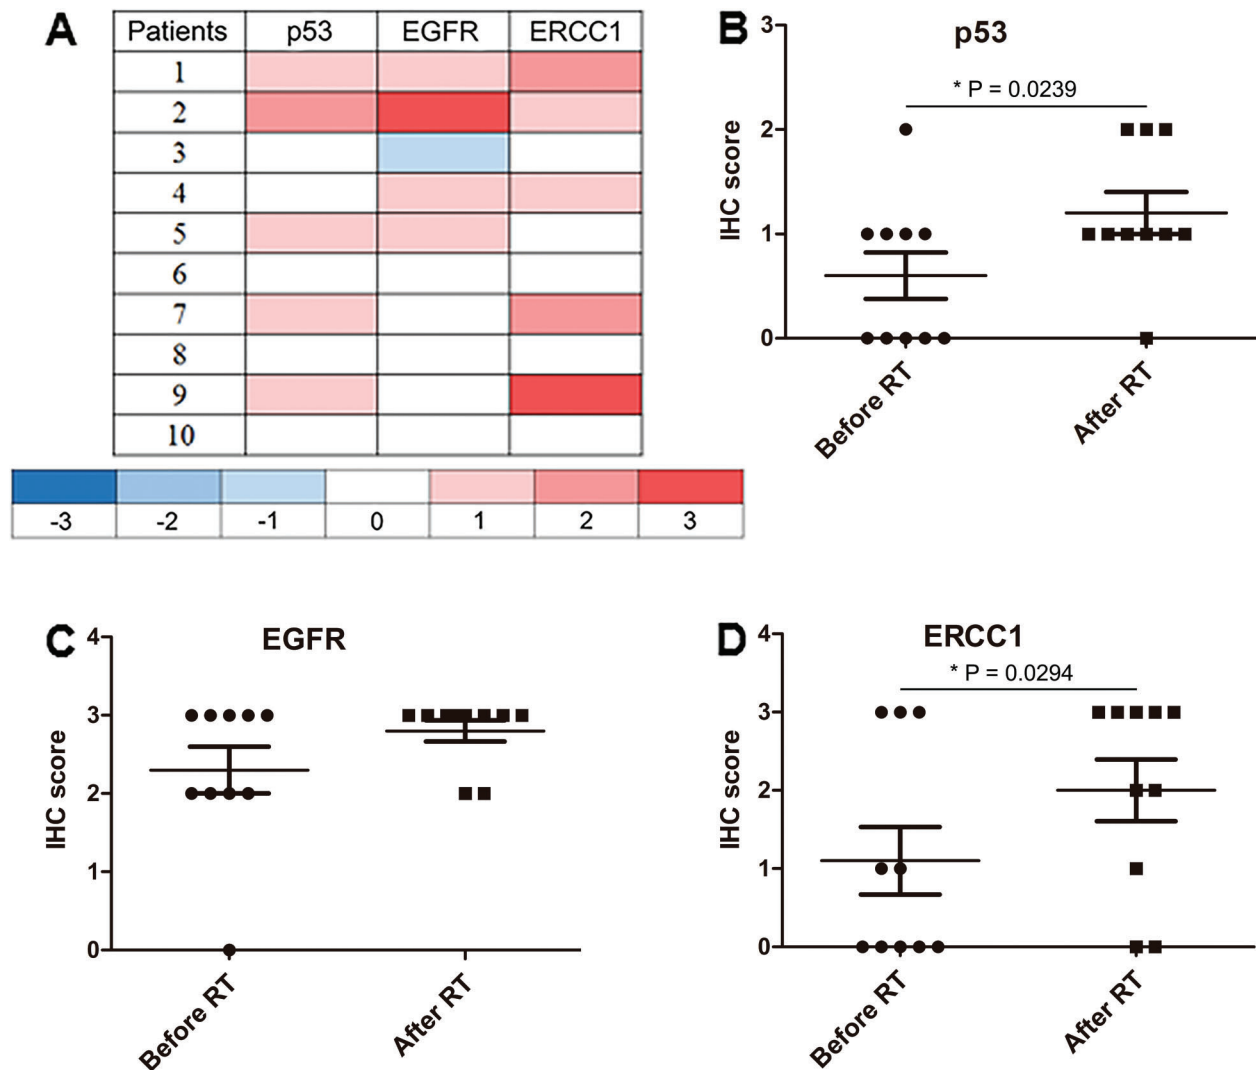 A
Patients p53 EGFR ERCC1
1
2
3
4
5
6
7
8
9
10
-3 -2 -1 0 1 2 3
B
p53
* P = 0.0239
IHC score
3
2
1
0
Before RT
After RT
C
EGFR
IHC score
4
3
2
1
0
Before RT
After RT
D
ERCC1
* P = 0.0294
IHC score
4
3
2
1
0
Before RT
After RT